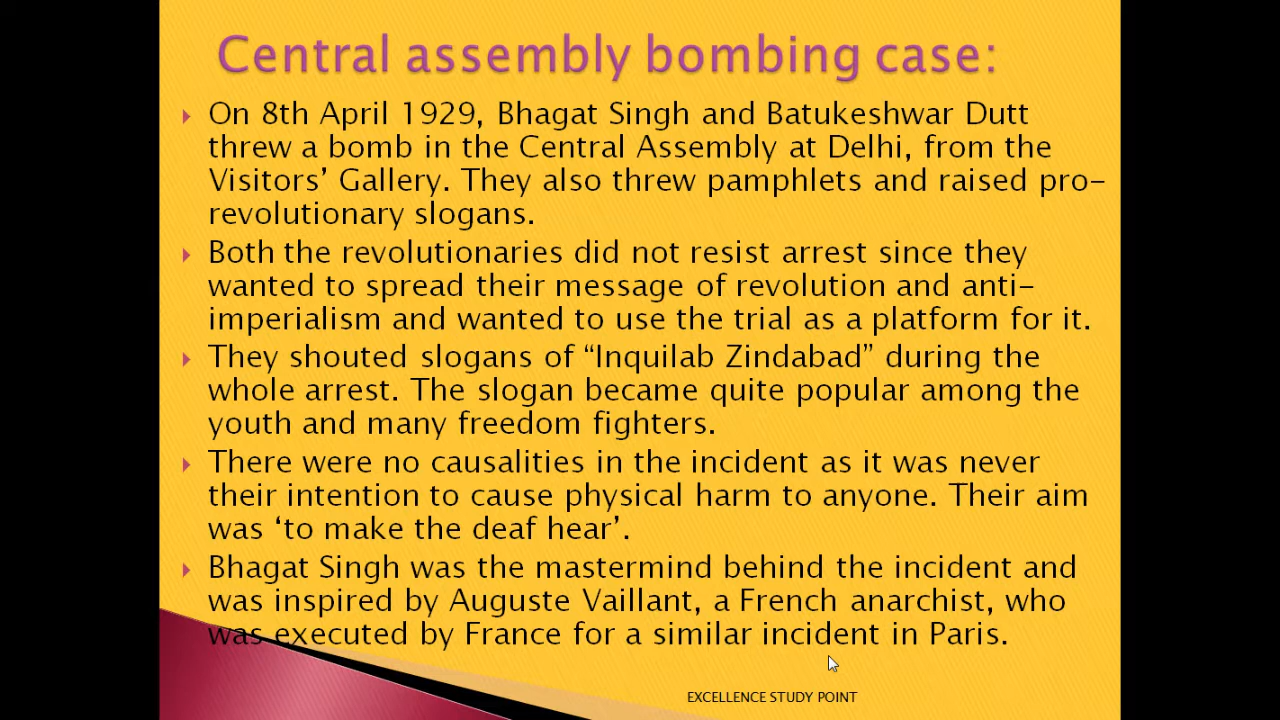 Central assembly bombing case:
On 8th April 1929, Bhagat Singh and Batukeshwar Dutt
threw a bomb in the Central Assembly at Delhi, from the
Visitors’ Gallery. They also threw pamphlets and raised pro-
revolutionary slogans.
Both the revolutionaries did not resist arrest since they
wanted to spread their message of revolution and anti-
imperialism and wanted to use the trial as a platform for it.
They shouted slogans of “Inquilab Zindabad” during the
whole arrest. The slogan became quite popular among the
youth and many freedom fighters.
There were no causalities in the incident as it was never
their intention to cause physical harm to anyone. Their aim
was ‘to make the deaf hear’.
Bhagat Singh was the mastermind behind the incident and
was inspired by Auguste Vaillant, a French anarchist, who
was executed by France for a similar incident in Paris.
EXCELLENCE STUDY POINT